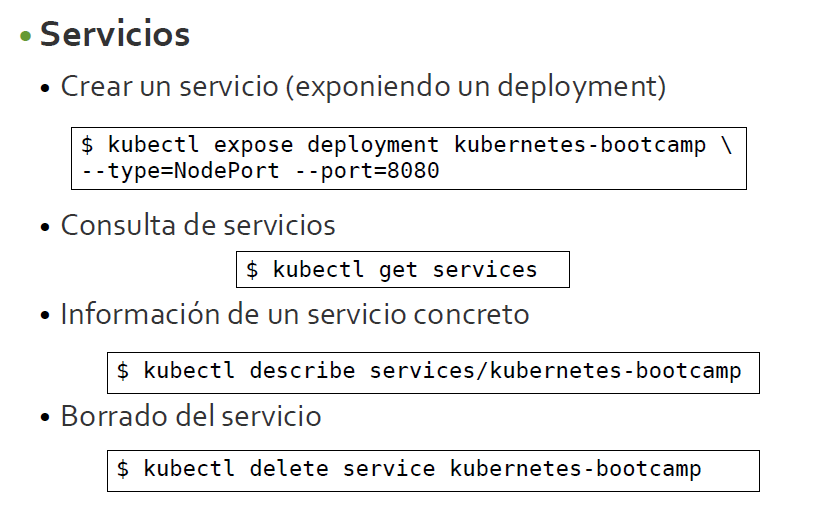 • Servicios
• Crear un servicio (exponiendo un deployment)
$ kubectl expose deployment kubernetes-bootcamp \
--type=NodePort --port=8080
• Consulta de servicios
$ kubectl get services
• Información de un servicio concreto
$ kubectl describe services/kubernetes-bootcamp
• Borrado del servicio
$ kubectl delete service kubernetes-bootcamp